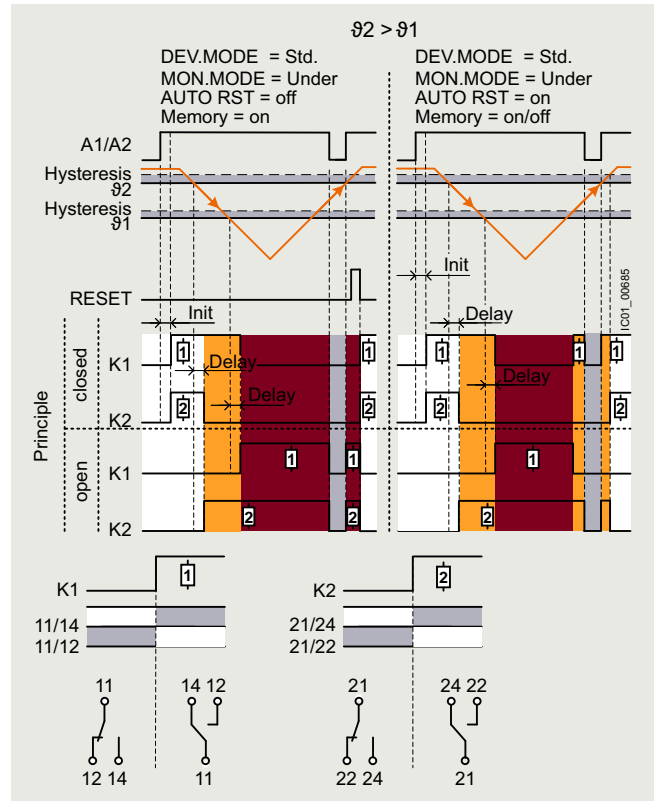 ϑ2 > ϑ1
DEV.MODE = Std.
MON.MODE = Under
AUTO RST = off
Memory = on
DEV.MODE = Std.
MON.MODE = Under
AUTO RST = on
Memory = on/off
A1/A2
Hysteresis
ϑ2
Hysteresis
ϑ1
Init
RESET
Init
Delay
IC01_00685
Principle
closed
K1
1
Delay
1
1
1
1
Delay
Delay
K2
2
2
2
2
open
K1
1
1
1
K2
2
2
2
K1
1
11/14
11/12
K2
2
21/24
21/22
11
14 12
21
24 22
12 14
11
22 24
21